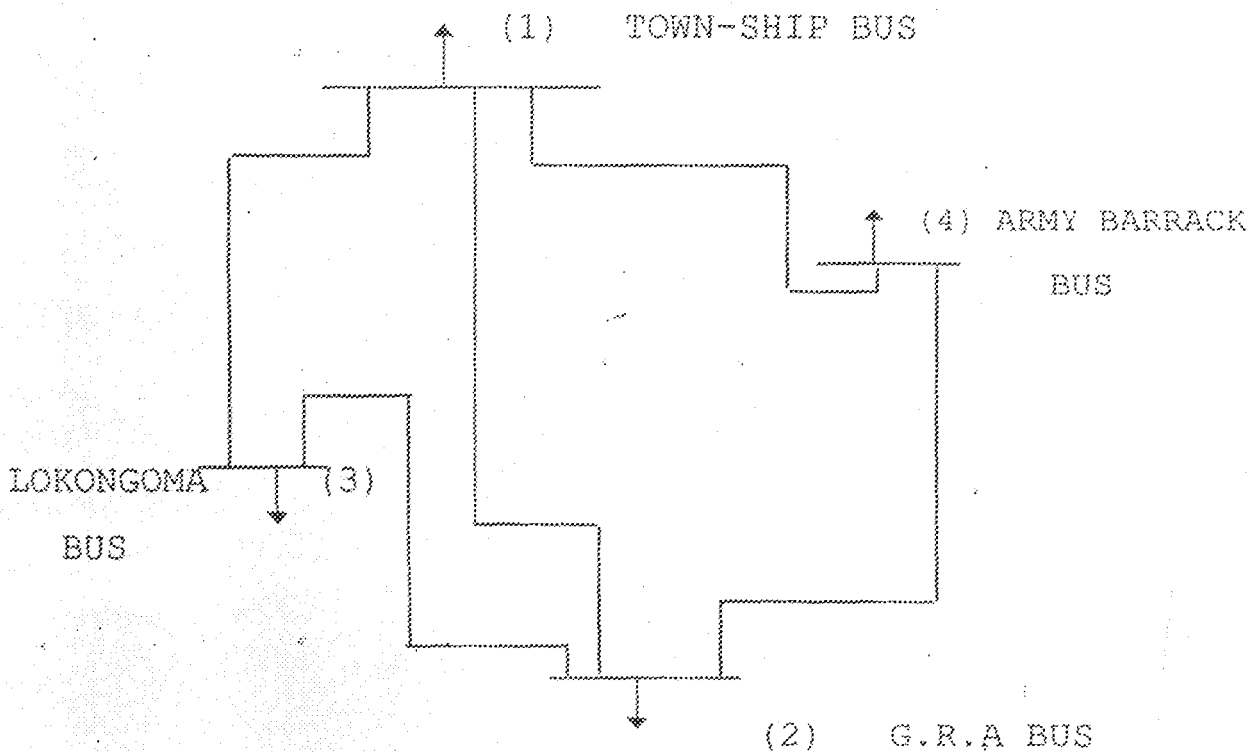 (1) TOWN-SHIP BUS
(4) ARMY BARRACK
BUS
LOKONGOMA (3)
BUS
(2) G.R.A BUS